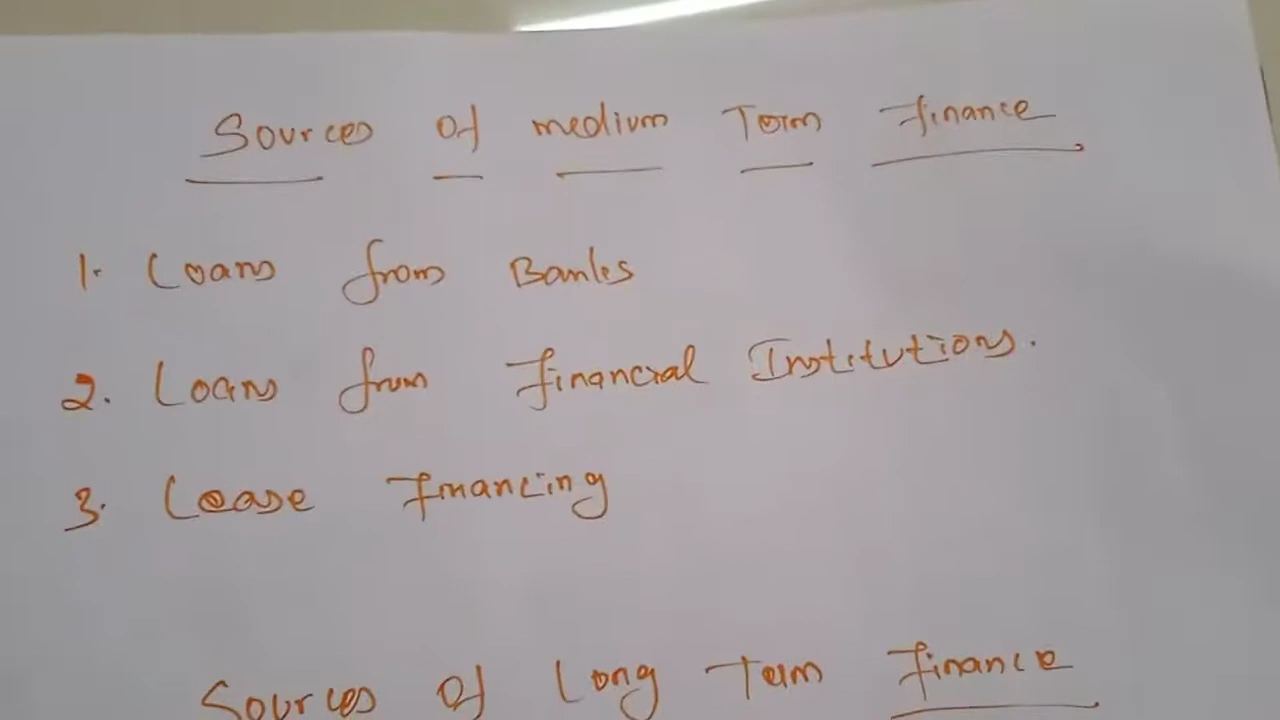 Sources of medium Term Finance
1. Loans from Banks
2. Loans from Financial Institutions.
3. Lease Financing
Sources of Long Term Finance